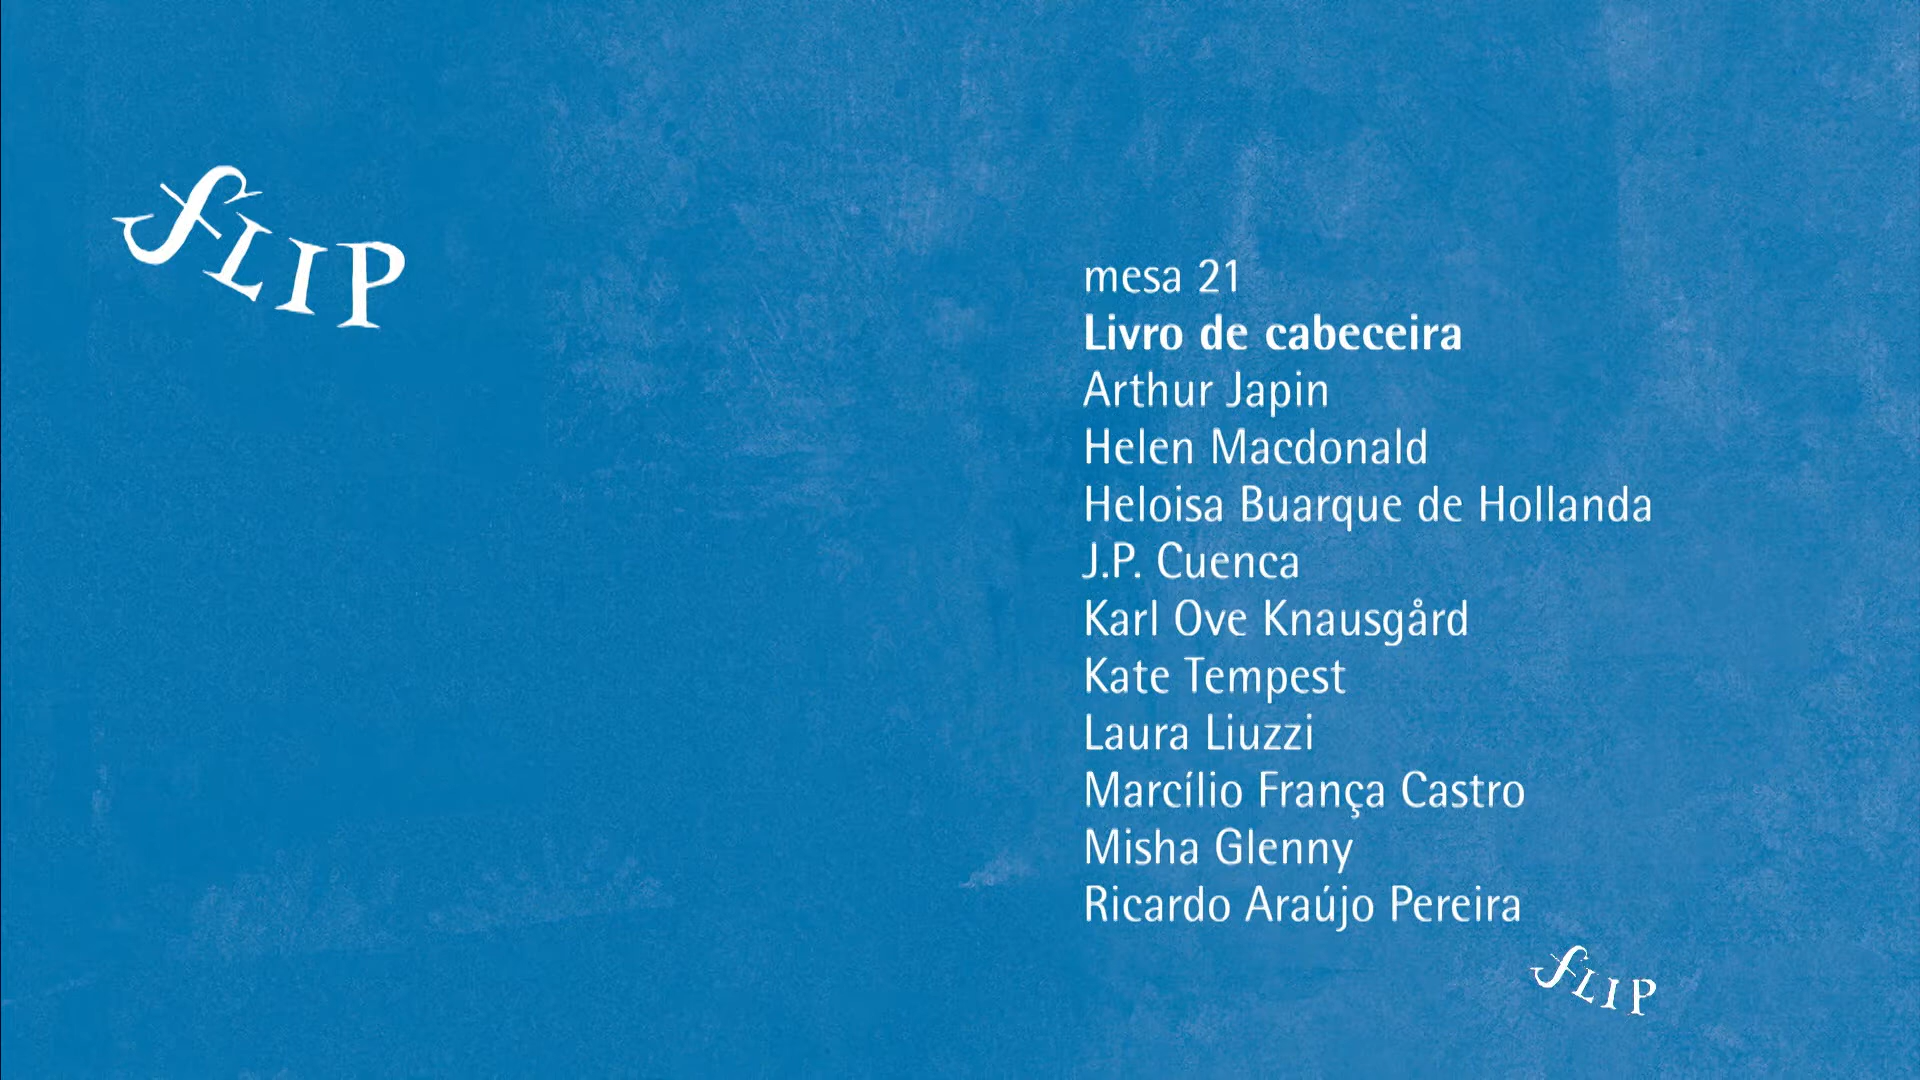 FLIP
mesa 21
Livro de cabeceira
Arthur Japin
Helen Macdonald
Heloisa Buarque de Hollanda
J.P. Cuenca
Karl Ove Knausgård
Kate Tempest
Laura Liuzzi
Marcílio França Castro
Misha Glenny
Ricardo Araújo Pereira
FLIP